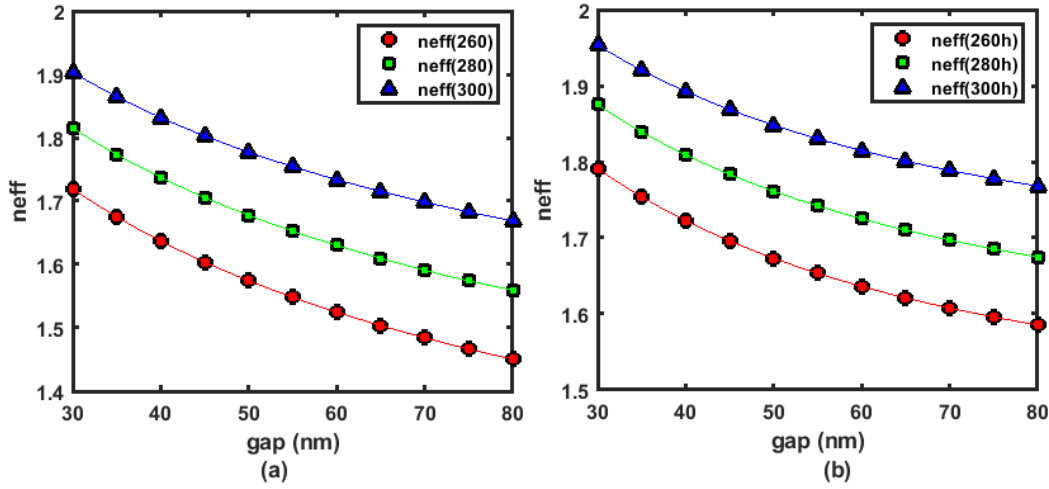 2
1.9
1.8
1.7
1.6
1.5
1.4
neff
30 40 50 60 70 80
gap (nm)
(a)
neff(260)
neff(280)
neff(300)
2
1.9
1.8
1.7
1.6
1.5
neff
30 40 50 60 70 80
gap (nm)
(b)
neff(260h)
neff(280h)
neff(300h)